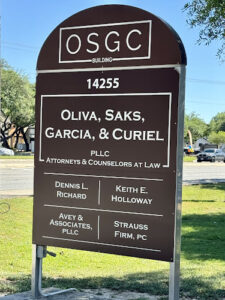 OSGC
BUILDING
14255
OLIVA, SAKS,
GARCIA, & CURIEL
PLLC
ATTORNEYS & COUNSELORS AT LAW
DENNIS L.
RICHARD
KEITH E.
HOLLOWAY
AVEY &
ASSOCIATES,
PLLC
STRAUSS
FIRM, PC